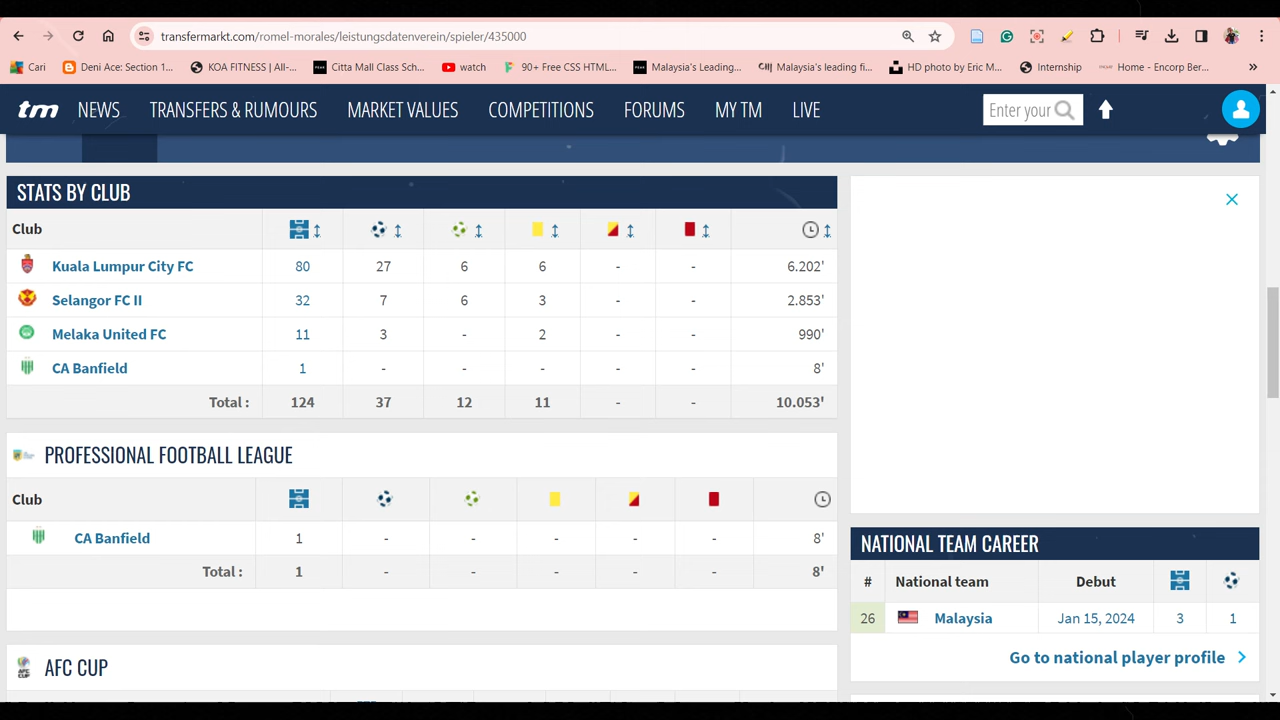 transfermarkt.com/romel-morales/leistungsdatenverein/spieler/435000
Cari
Deni Ace: Section 1...
KOA FITNESS | All-...
Citta Mall Class Sch...
watch
90+ Free CSS HTML...
Malaysia's Leading...
Malaysia's leading fi...
HD photo by Eric M...
Internship
Home - Encorp Ber...
tm NEWS TRANSFERS & RUMOURS MARKET VALUES COMPETITIONS FORUMS MY TM LIVE Enter your
STATS BY CLUB
Club
Kuala Lumpur City FC 80 27 6 6 - - 6.202'
Selangor FC II 32 7 6 3 - - 2.853'
Melaka United FC 11 3 - 2 - - 990'
CA Banfield 1 - - - - - 8'
Total : 124 37 12 11 - - 10.053'
PROFESSIONAL FOOTBALL LEAGUE
Club
CA Banfield 1 - - - - - 8'
Total : 1 - - - - - 8'
AFC CUP
NATIONAL TEAM CAREER
# National team Debut
26 Malaysia Jan 15, 2024 3 1
Go to national player profile